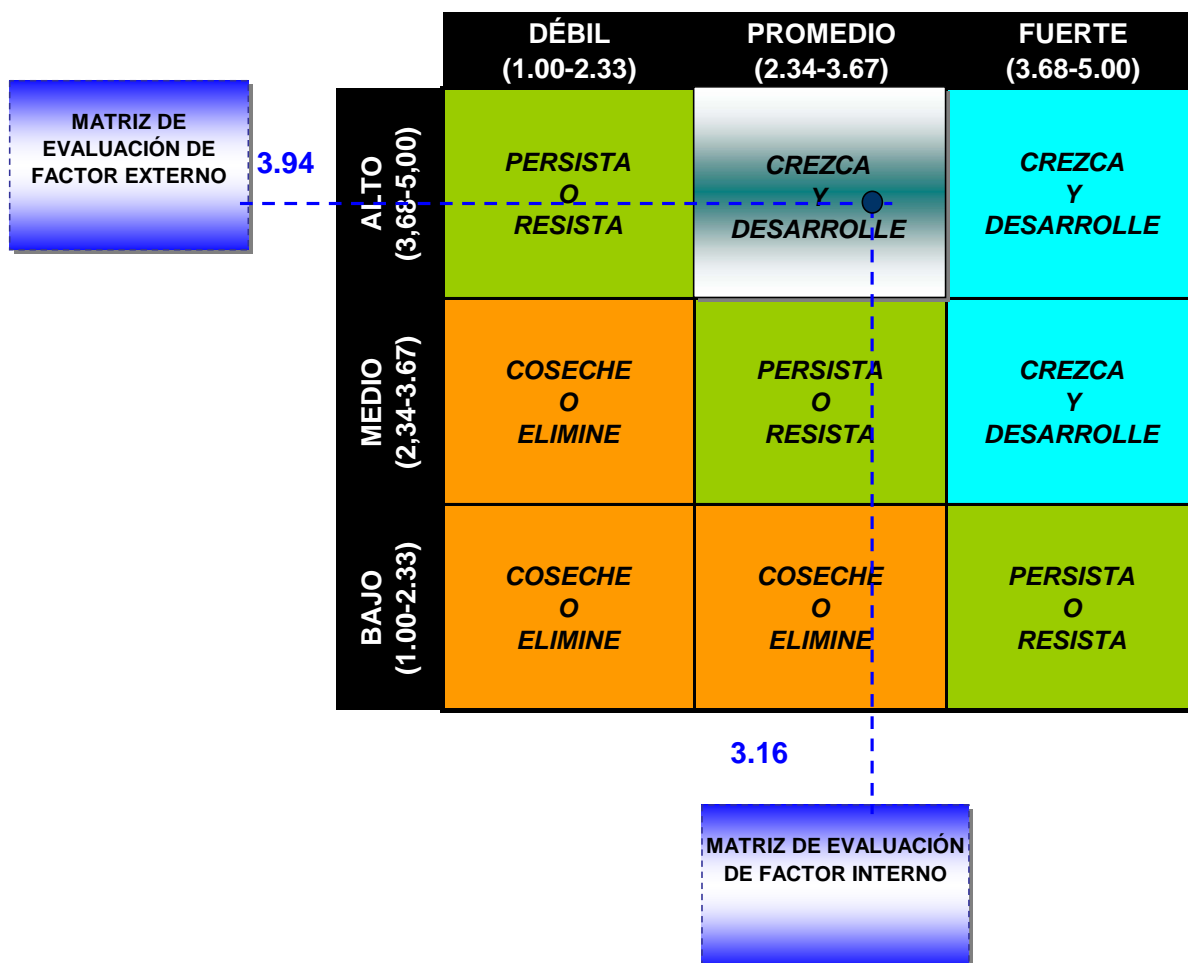 DÉBIL
(1.00-2.33)
PROMEDIO
(2.34-3.67)
FUERTE
(3.68-5.00)
MATRIZ DE
EVALUACIÓN DE
FACTOR EXTERNO
3.94
ALTO
(3,68-5,00)
PERSISTA
O
RESISTA
CREZCA
Y
DESARROLLE
CREZCA
Y
DESARROLLE
MEDIO
(2,34-3.67)
COSECHE
O
ELIMINE
PERSISTA
O
RESISTA
CREZCA
Y
DESARROLLE
BAJO
(1.00-2.33)
COSECHE
O
ELIMINE
COSECHE
O
ELIMINE
PERSISTA
O
RESISTA
3.16
MATRIZ DE EVALUACIÓN
DE FACTOR INTERNO